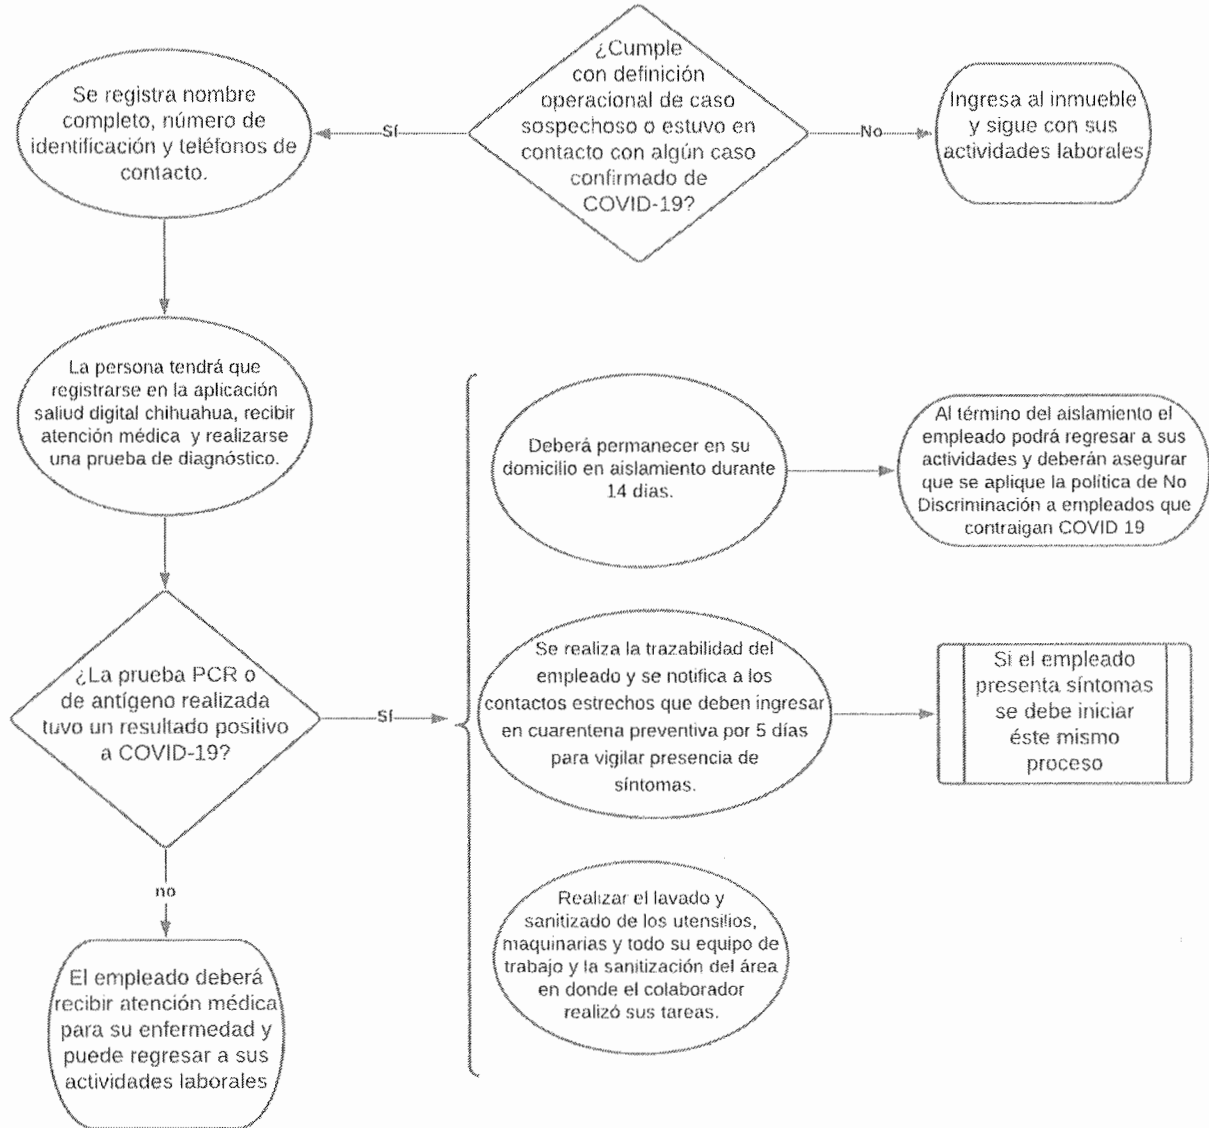 ¿Cumple
con definición
operacional de caso
sospechoso o estuvo en
contacto con algún caso
confirmado de
COVID-19?
No
Ingresa al inmueble
y sigue con sus
actividades laborales
Sí
Se registra nombre
completo, número de
identificación y teléfonos de
contacto.
La persona tendrá que
registrarse en la aplicación
saliud digital chihuahua, recibir
atención médica y realizarse
una prueba de diagnóstico.
¿La prueba PCR o
de antígeno realizada
tuvo un resultado positivo
a COVID-19?
Sí
Deberá permanecer en su
domicilio en aislamiento durante
14 dias.
Al término del aislamiento el
empleado podrá regresar a sus
actividades y deberán asegurar
que se aplique la política de No
Discriminación a empleados que
contraigan COVID 19
Se realiza la trazabilidad del
empleado y se notifica a los
contactos estrechos que deben ingresar
en cuarentena preventiva por 5 días
para vigilar presencia de
síntomas.
Si el empleado
presenta síntomas
se debe iniciar
éste mismo
proceso
Realizar el lavado y
sanitizado de los utensilios,
maquinarias y todo su equipo de
trabajo y la sanitización del área
en donde el colaborador
realizó sus tareas.
no
El empleado deberá
recibir atención médica
para su enfermedad y
puede regresar a sus
actividades laborales